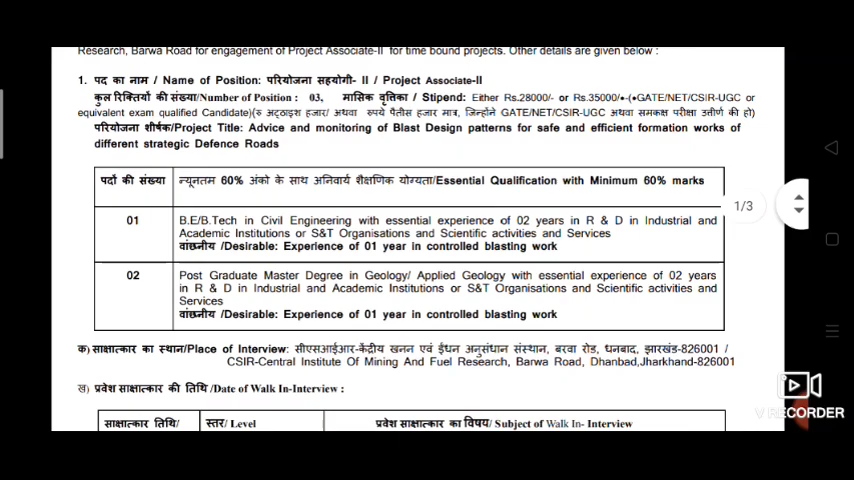 Research, Barwa Road for engagement of Project Associate-II for time bound projects. Other details are given below :
1. पद का नाम / Name of Position: परियोजना सहयोगी- II / Project Associate-II
कुल रिक्तियों की संख्या/Number of Position : 03, मासिक वृतिका / Stipend: Either Rs.28000/- or Rs.35000/•-(•GATE/NET/CSIR-UGC or
equivalent exam qualified Candidate)(रु अट्ठाइश हजार/ अथवा रुपये पैतीस हजार मात्र, जिन्होंने GATE/NET/CSIR-UGC अथवा समकक्ष परीक्षा उत्तीर्ण की हो)
परियोजना शीर्षक/Project Title: Advice and monitoring of Blast Design patterns for safe and efficient formation works of
different strategic Defence Roads
पदों की संख्या न्यूनतम 60% अंको के साथ अनिवार्य शैक्षणिक योग्यता/Essential Qualification with Minimum 60% marks
1/3
01 B.E/B.Tech in Civil Engineering with essential experience of 02 years in R & D in Industrial and
Academic Institutions or S&T Organisations and Scientific activities and Services
वांछनीय /Desirable: Experience of 01 year in controlled blasting work
02 Post Graduate Master Degree in Geology/ Applied Geology with essential experience of 02 years
in R & D in Industrial and Academic Institutions or S&T Organisations and Scientific activities and
Services
वांछनीय /Desirable: Experience of 01 year in controlled blasting work
क) साक्षात्कार का स्थान/Place of Interview: सीएसआईआर-केंद्रीय खनन एवं ईंधन अनुसंधान संस्थान, बरवा रोड, धनबाद, झारखंड-826001 /
CSIR-Central Institute Of Mining And Fuel Research, Barwa Road, Dhanbad,Jharkhand-826001
ख) प्रवेश साक्षात्कार की तिथि /Date of Walk In-Interview :
साक्षात्कार तिथि/ स्तर/ Level प्रवेश साक्षात्कार का विषय/ Subject of Walk In- Interview
V RECORDER